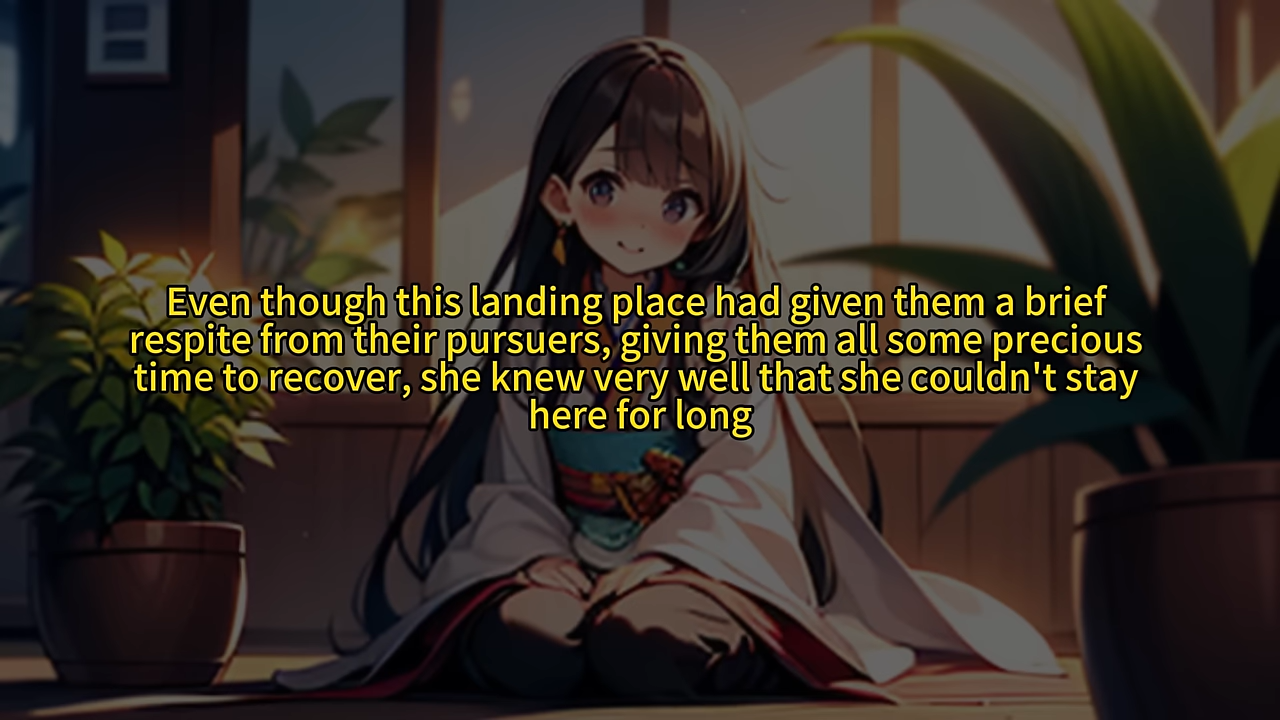 Even though this landing place had given them a brief
respite from their pursuers, giving them all some precious
time to recover, she knew very well that she couldn't stay
here for long